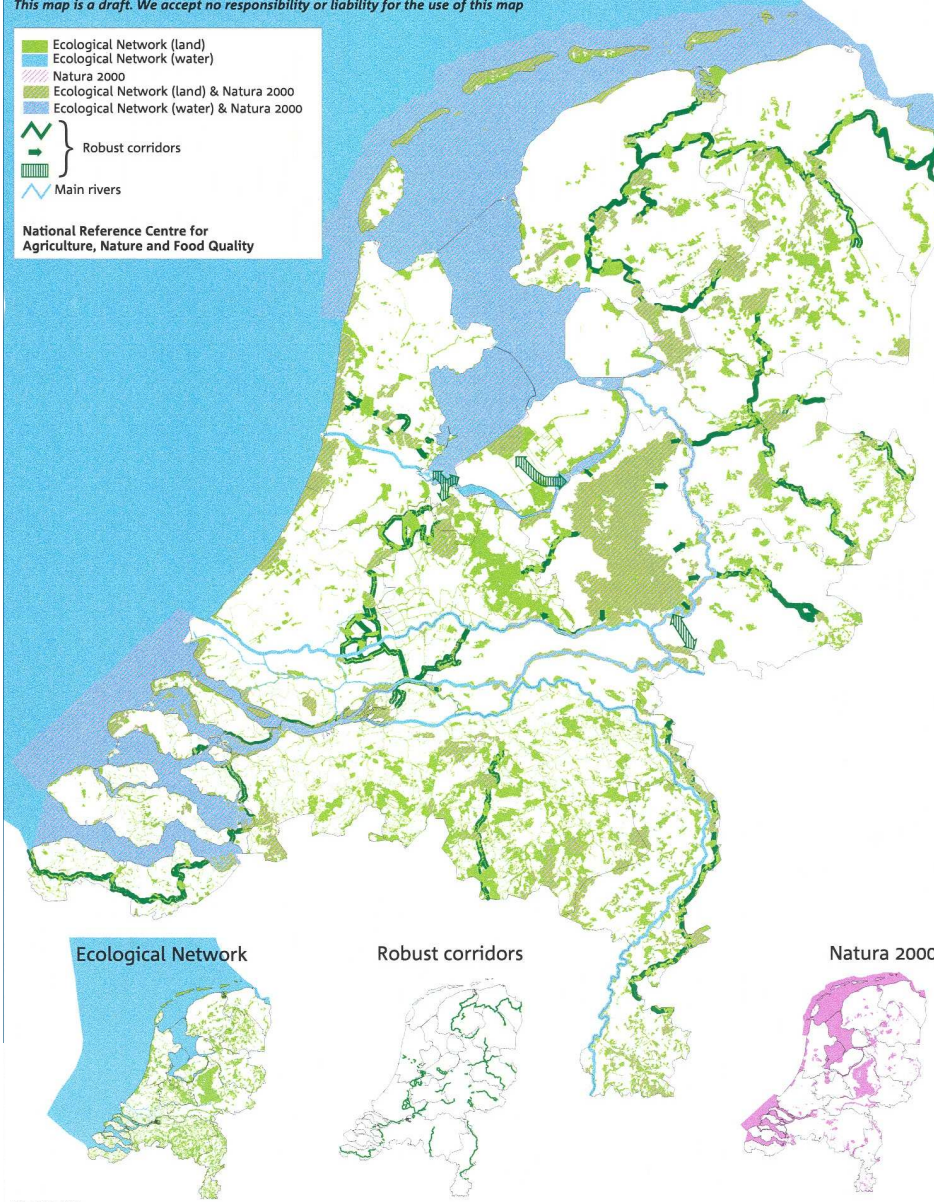 This map is a draft. We accept no responsibility or liability for the use of this map
Ecological Network (land)
Ecological Network (water)
Natura 2000
Ecological Network (land) & Natura 2000
Ecological Network (water) & Natura 2000
Robust corridors
Main rivers
National Reference Centre for
Agriculture, Nature and Food Quality
Ecological Network
Robust corridors
Natura 2000